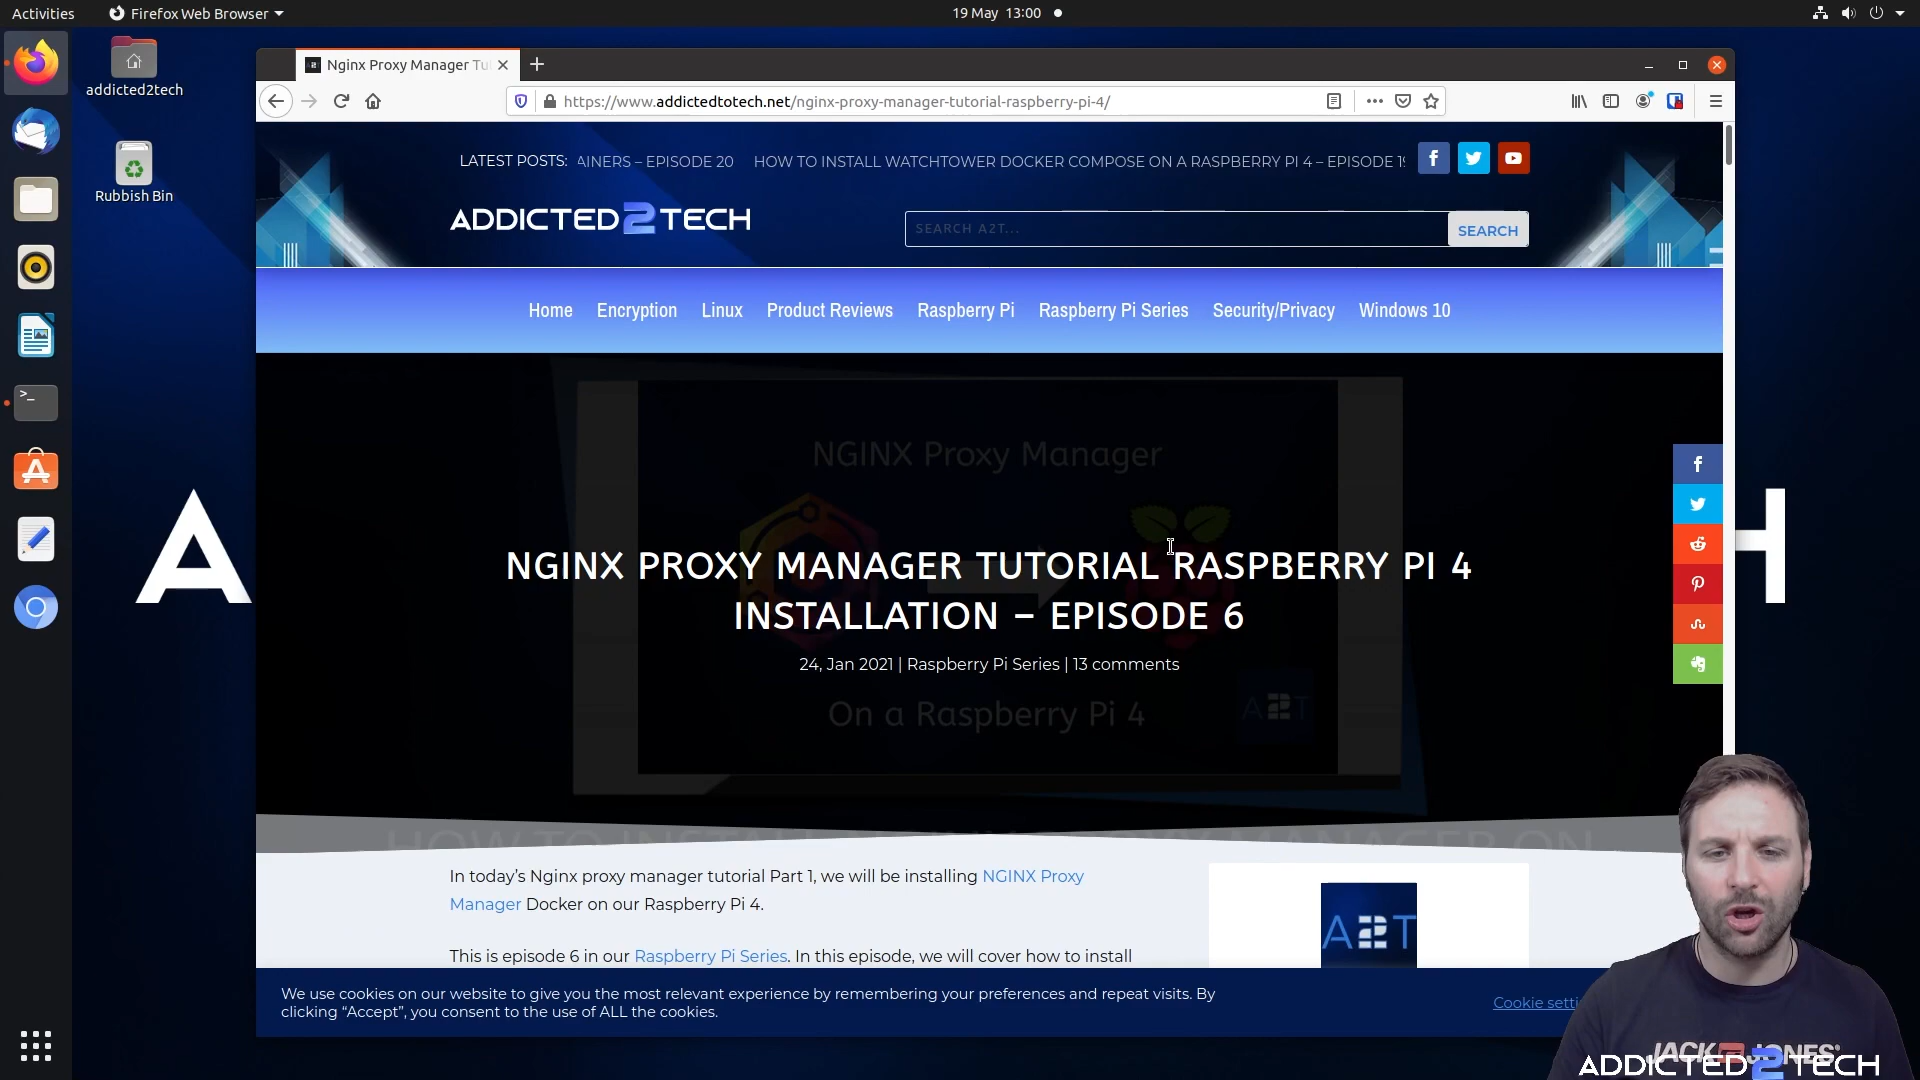 Activities
Firefox Web Browser
19 May 13:00
addicted2tech
Rubbish Bin
Nginx Proxy Manager Tu
https://www.addictedtotech.net/nginx-proxy-manager-tutorial-raspberry-pi-4/
LATEST POSTS:
AINERS – EPISODE 20 HOW TO INSTALL WATCHTOWER DOCKER COMPOSE ON A RASPBERRY PI 4 – EPISODE 19
ADDICTED2TECH
SEARCH A2T...
SEARCH
Home Encryption Linux Product Reviews Raspberry Pi Raspberry Pi Series Security/Privacy Windows 10
NGINX Proxy Manager
NGINX PROXY MANAGER TUTORIAL RASPBERRY PI 4
INSTALLATION – EPISODE 6
24, Jan 2021 | Raspberry Pi Series | 13 comments
On a Raspberry Pi 4
A2T
A
H
In today's Nginx proxy manager tutorial Part 1, we will be installing NGINX Proxy
Manager Docker on our Raspberry Pi 4.
This is episode 6 in our Raspberry Pi Series. In this episode, we will cover how to install
A2T
We use cookies on our website to give you the most relevant experience by remembering your preferences and repeat visits. By
clicking “Accept”, you consent to the use of ALL the cookies.
Cookie setti
JACK & JONES
ADDICTED2TECH